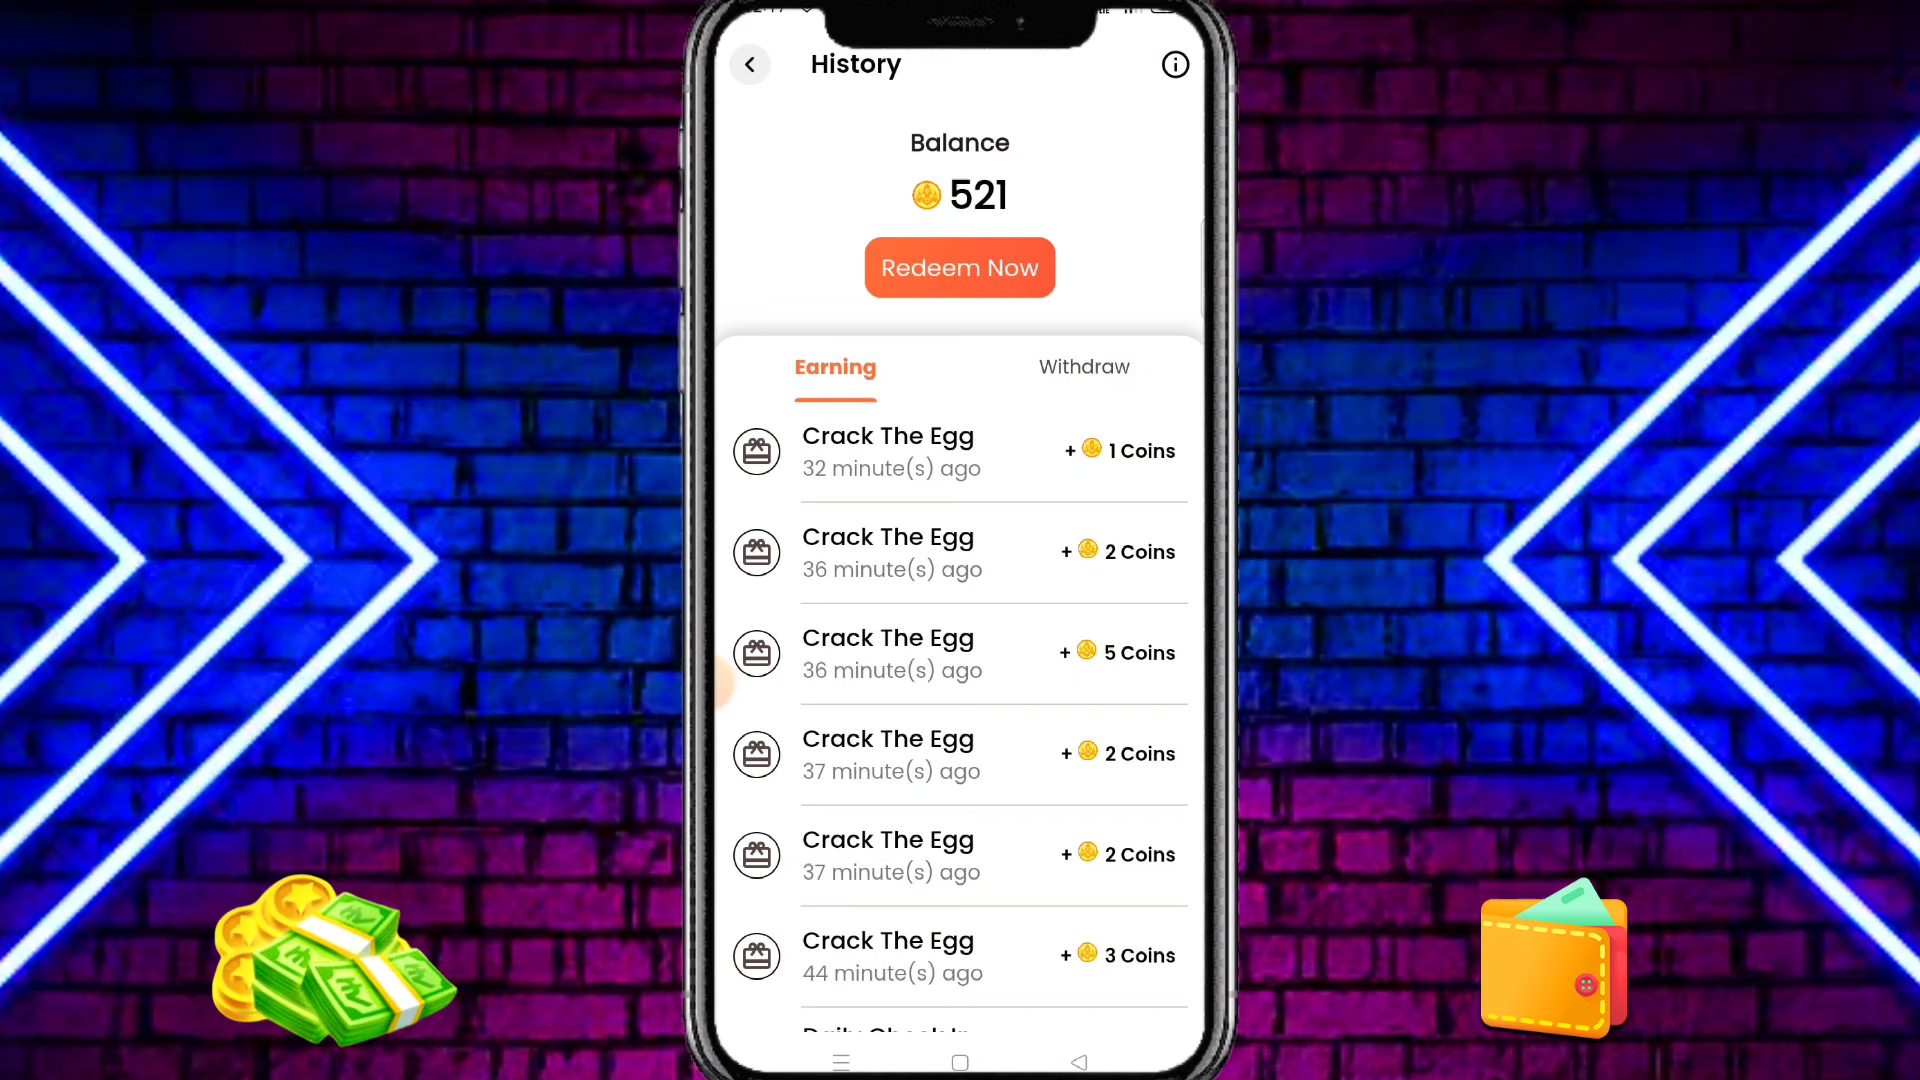 History
Balance
521
Redeem Now
Earning Withdraw
Crack The Egg
32 minute(s) ago
+ 1 Coins
Crack The Egg
36 minute(s) ago
+ 2 Coins
Crack The Egg
36 minute(s) ago
+ 5 Coins
Crack The Egg
37 minute(s) ago
+ 2 Coins
Crack The Egg
37 minute(s) ago
+ 2 Coins
Crack The Egg
44 minute(s) ago
+ 3 Coins
Daily Check In